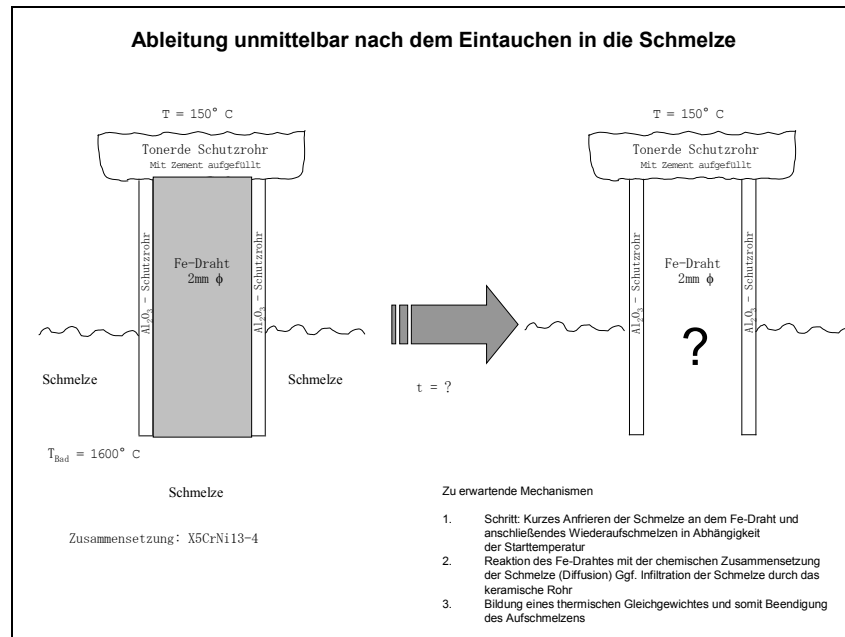 Ableitung unmittelbar nach dem Eintauchen in die Schmelze
T = 150° C
Tonerde Schutzrohr
Mit Zement aufgefüllt
Al₂O₃ – Schutzrohr
Fe-Draht
2mm ϕ
Al₂O₃ – Schutzrohr
Schmelze
Schmelze
T_Bad = 1600° C
Schmelze
Zusammensetzung: X5CrNi13-4
t = ?
T = 150° C
Tonerde Schutzrohr
Mit Zement aufgefüllt
Al₂O₃ – Schutzrohr
Fe-Draht
2mm ϕ
?
Al₂O₃ – Schutzrohr
Zu erwartende Mechanismen
1. Schritt: Kurzes Anfrieren der Schmelze an dem Fe-Draht und
anschließendes Wiederaufschmelzen in Abhängigkeit
der Starttemperatur
2. Reaktion des Fe-Drahtes mit der chemischen Zusammensetzung
der Schmelze (Diffusion) Ggf. Infiltration der Schmelze durch das
keramische Rohr
3. Bildung eines thermischen Gleichgewichtes und somit Beendigung
des Aufschmelzens